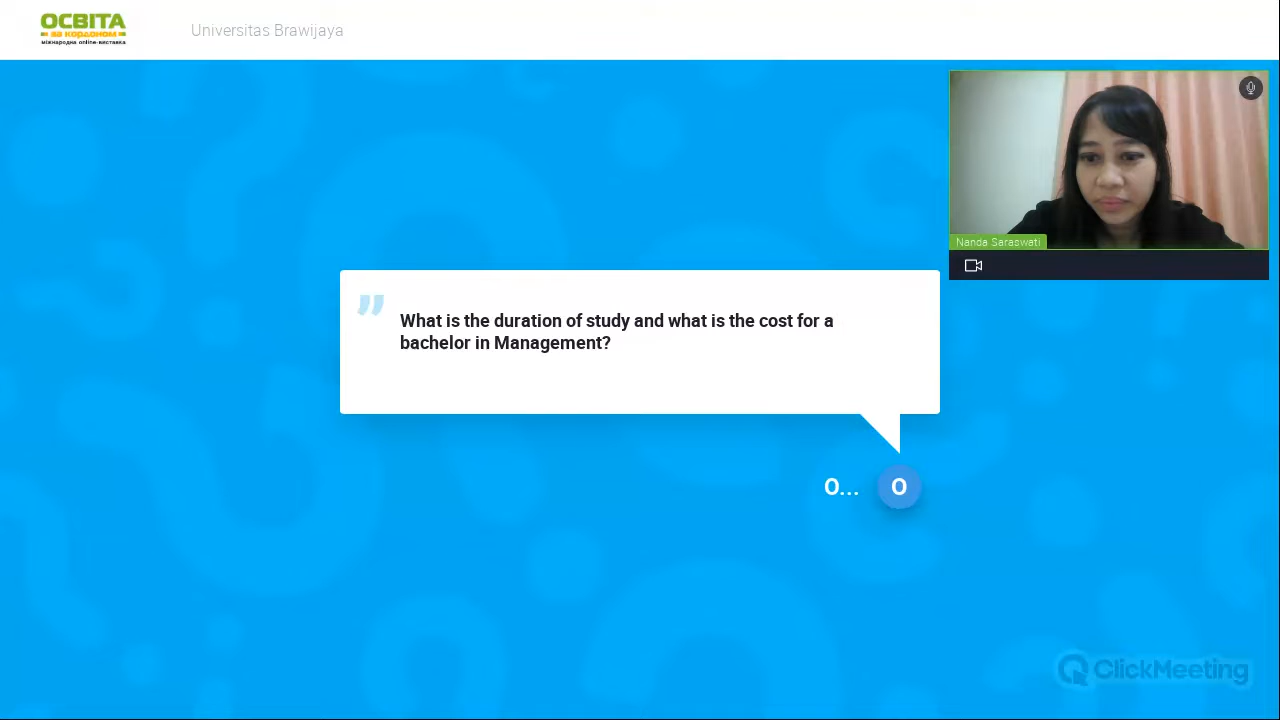 ОСВІТА
за кордоном
міжнародна online-виставка
Universitas Brawijaya
Nanda Saraswati
What is the duration of study and what is the cost for a
bachelor in Management?
O...
O
ClickMeeting